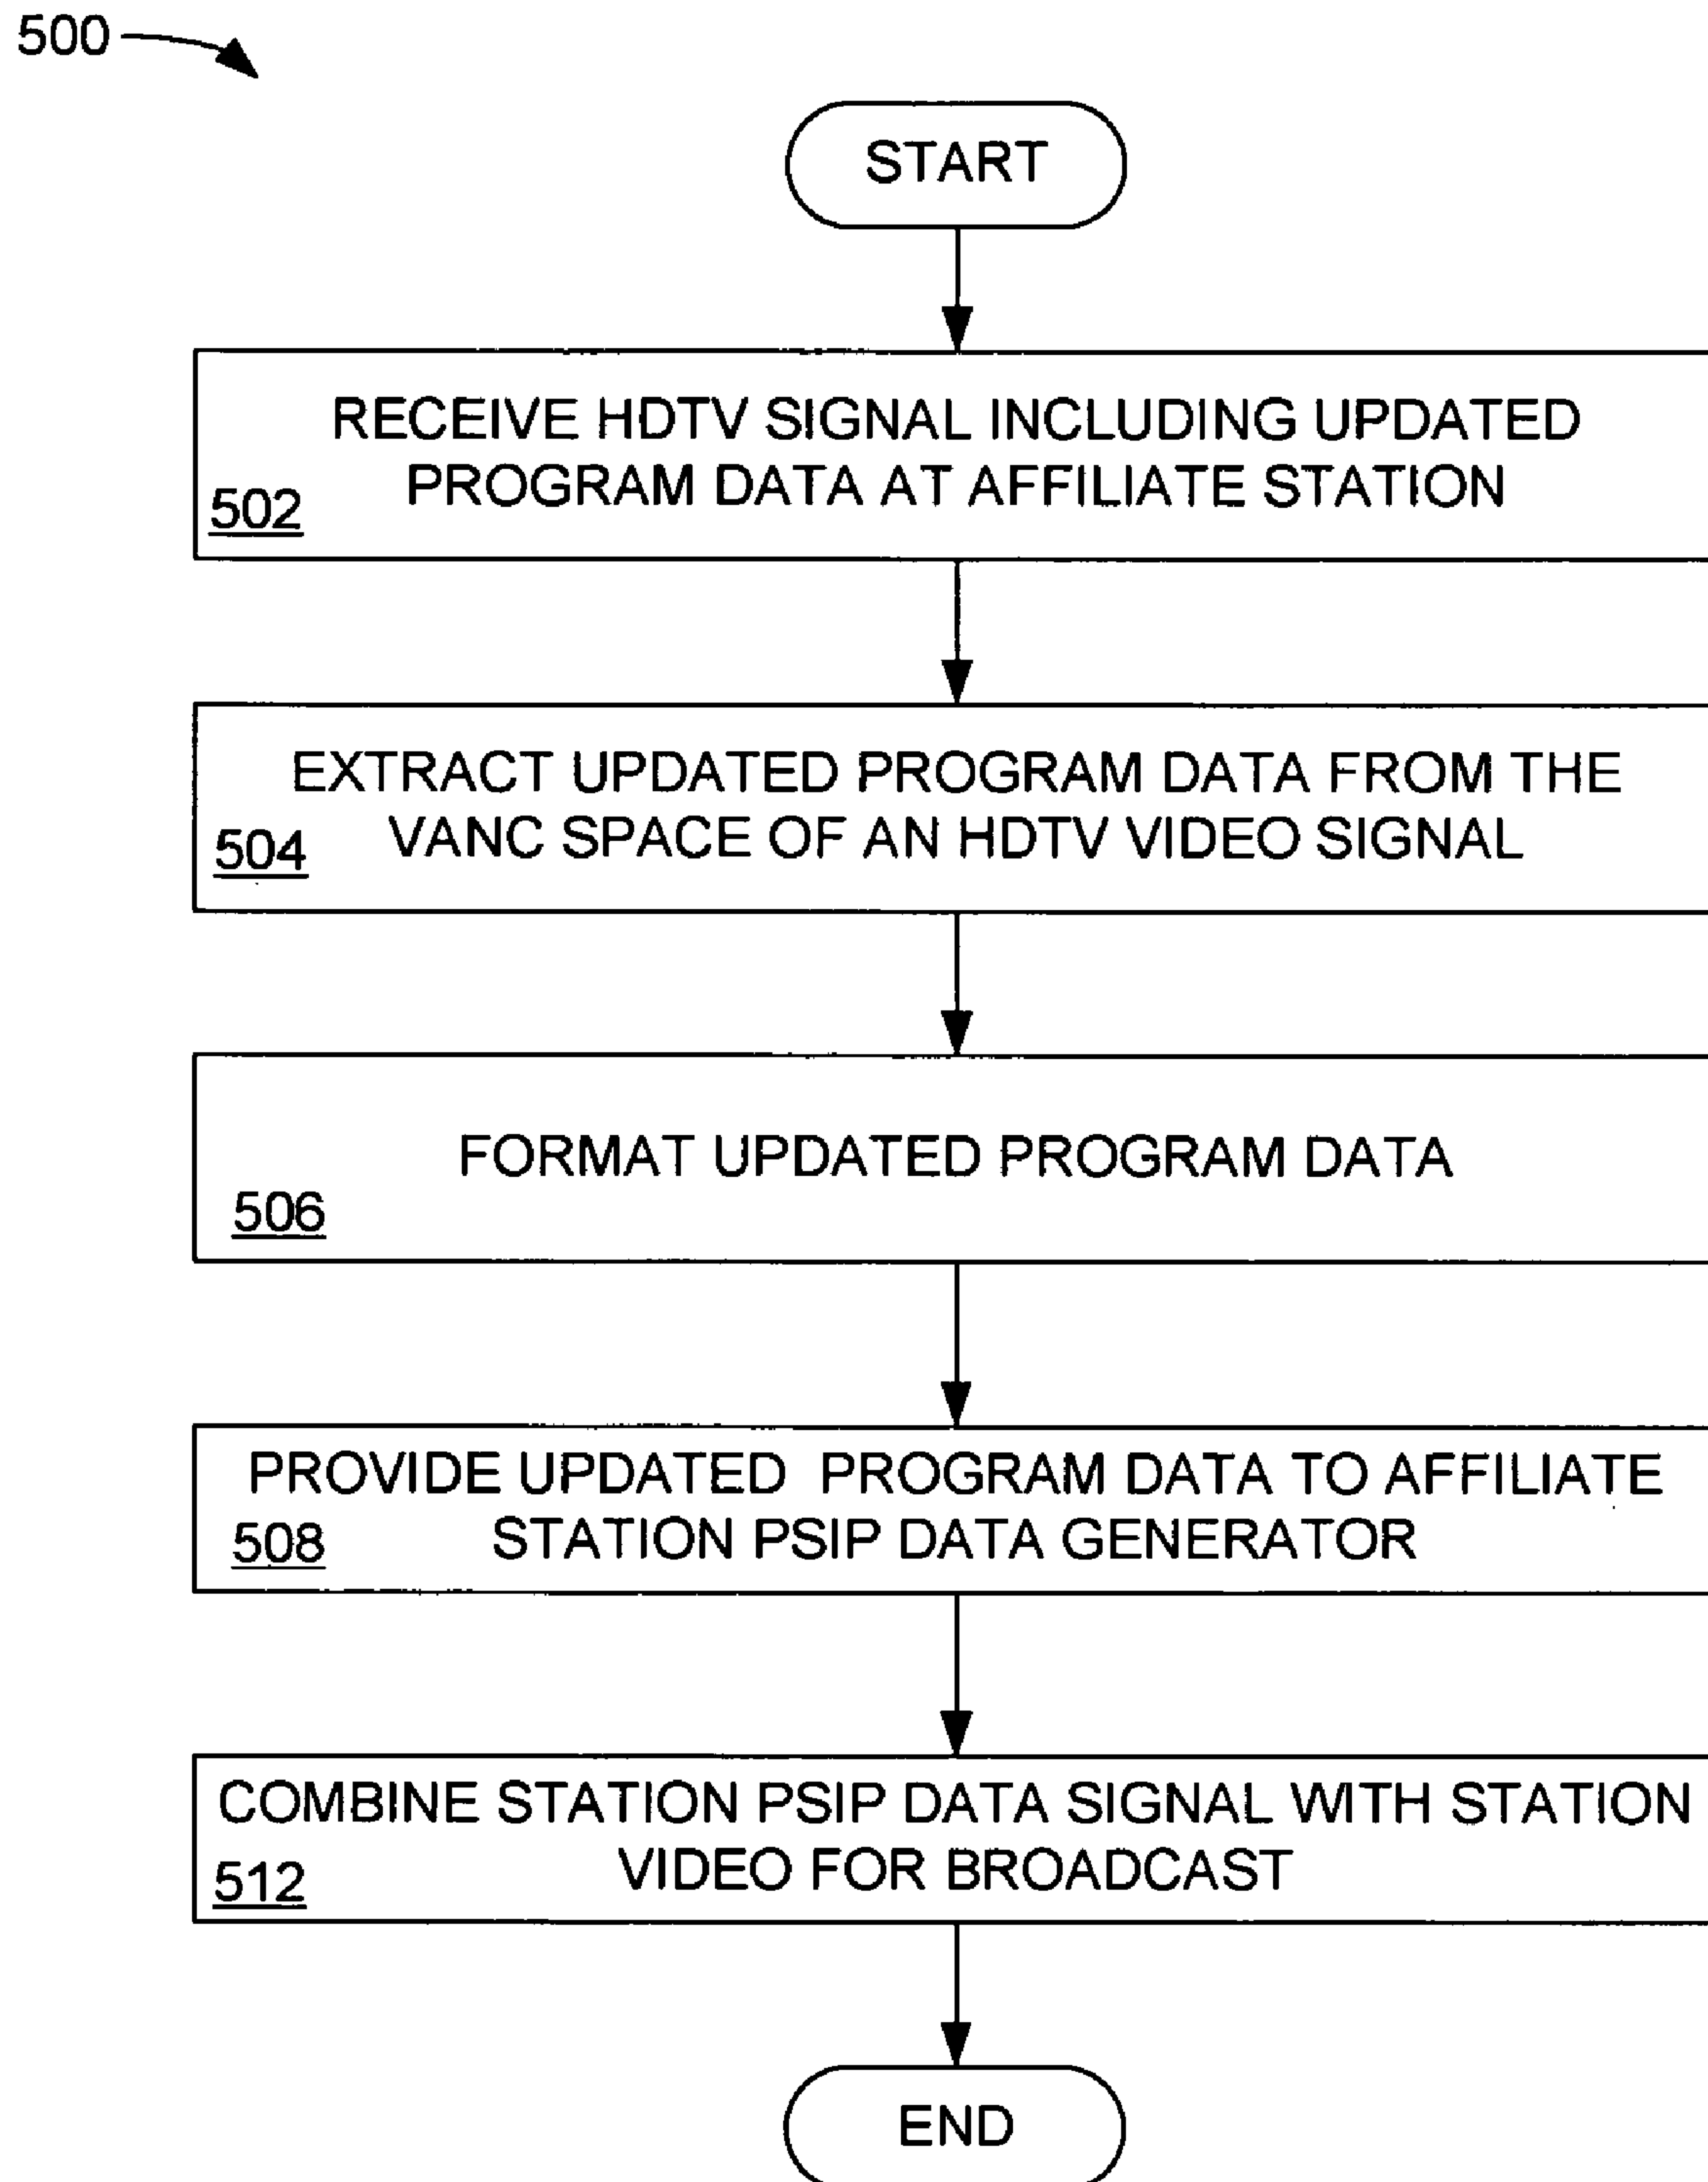 500
START
RECEIVE HDTV SIGNAL INCLUDING UPDATED
PROGRAM DATA AT AFFILIATE STATION
502
EXTRACT UPDATED PROGRAM DATA FROM THE
VANC SPACE OF AN HDTV VIDEO SIGNAL
504
FORMAT UPDATED PROGRAM DATA
506
PROVIDE UPDATED PROGRAM DATA TO AFFILIATE
STATION PSIP DATA GENERATOR
508
COMBINE STATION PSIP DATA SIGNAL WITH STATION
VIDEO FOR BROADCAST
512
END